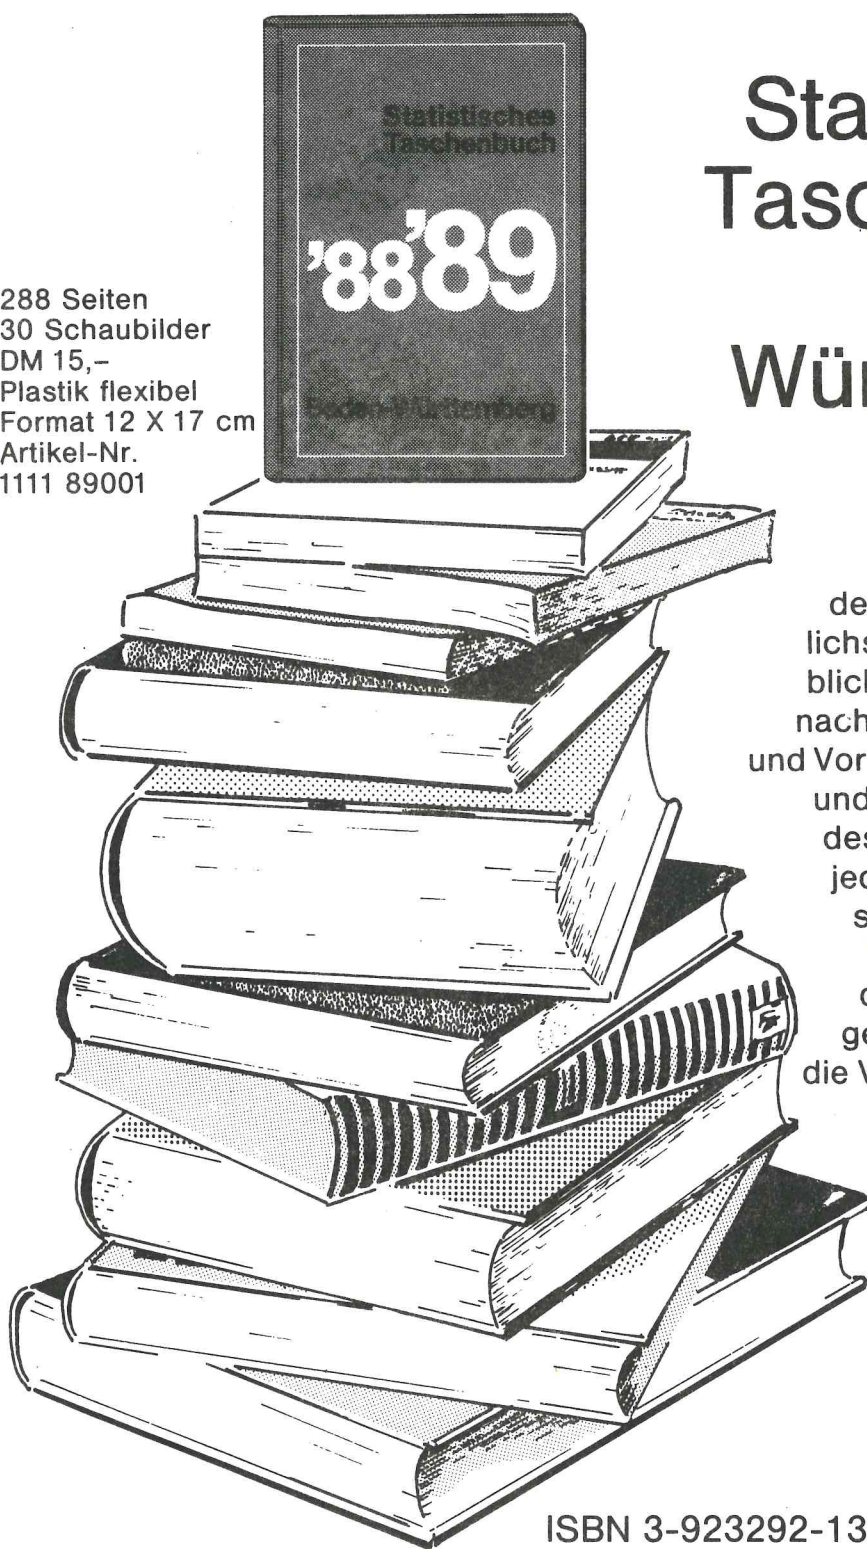 Statistisches
Taschenbuch
'88'89
Baden-Württemberg
288 Seiten
30 Schaubilder
DM 15,–
Plastik flexibel
Format 12 X 17 cm
Artikel-Nr.
1111 89001
Sta
Tasc
Wür
de
lichs
blick
nach
und Vor
und
des
jed
s
ge
die V
ISBN 3-923292-13